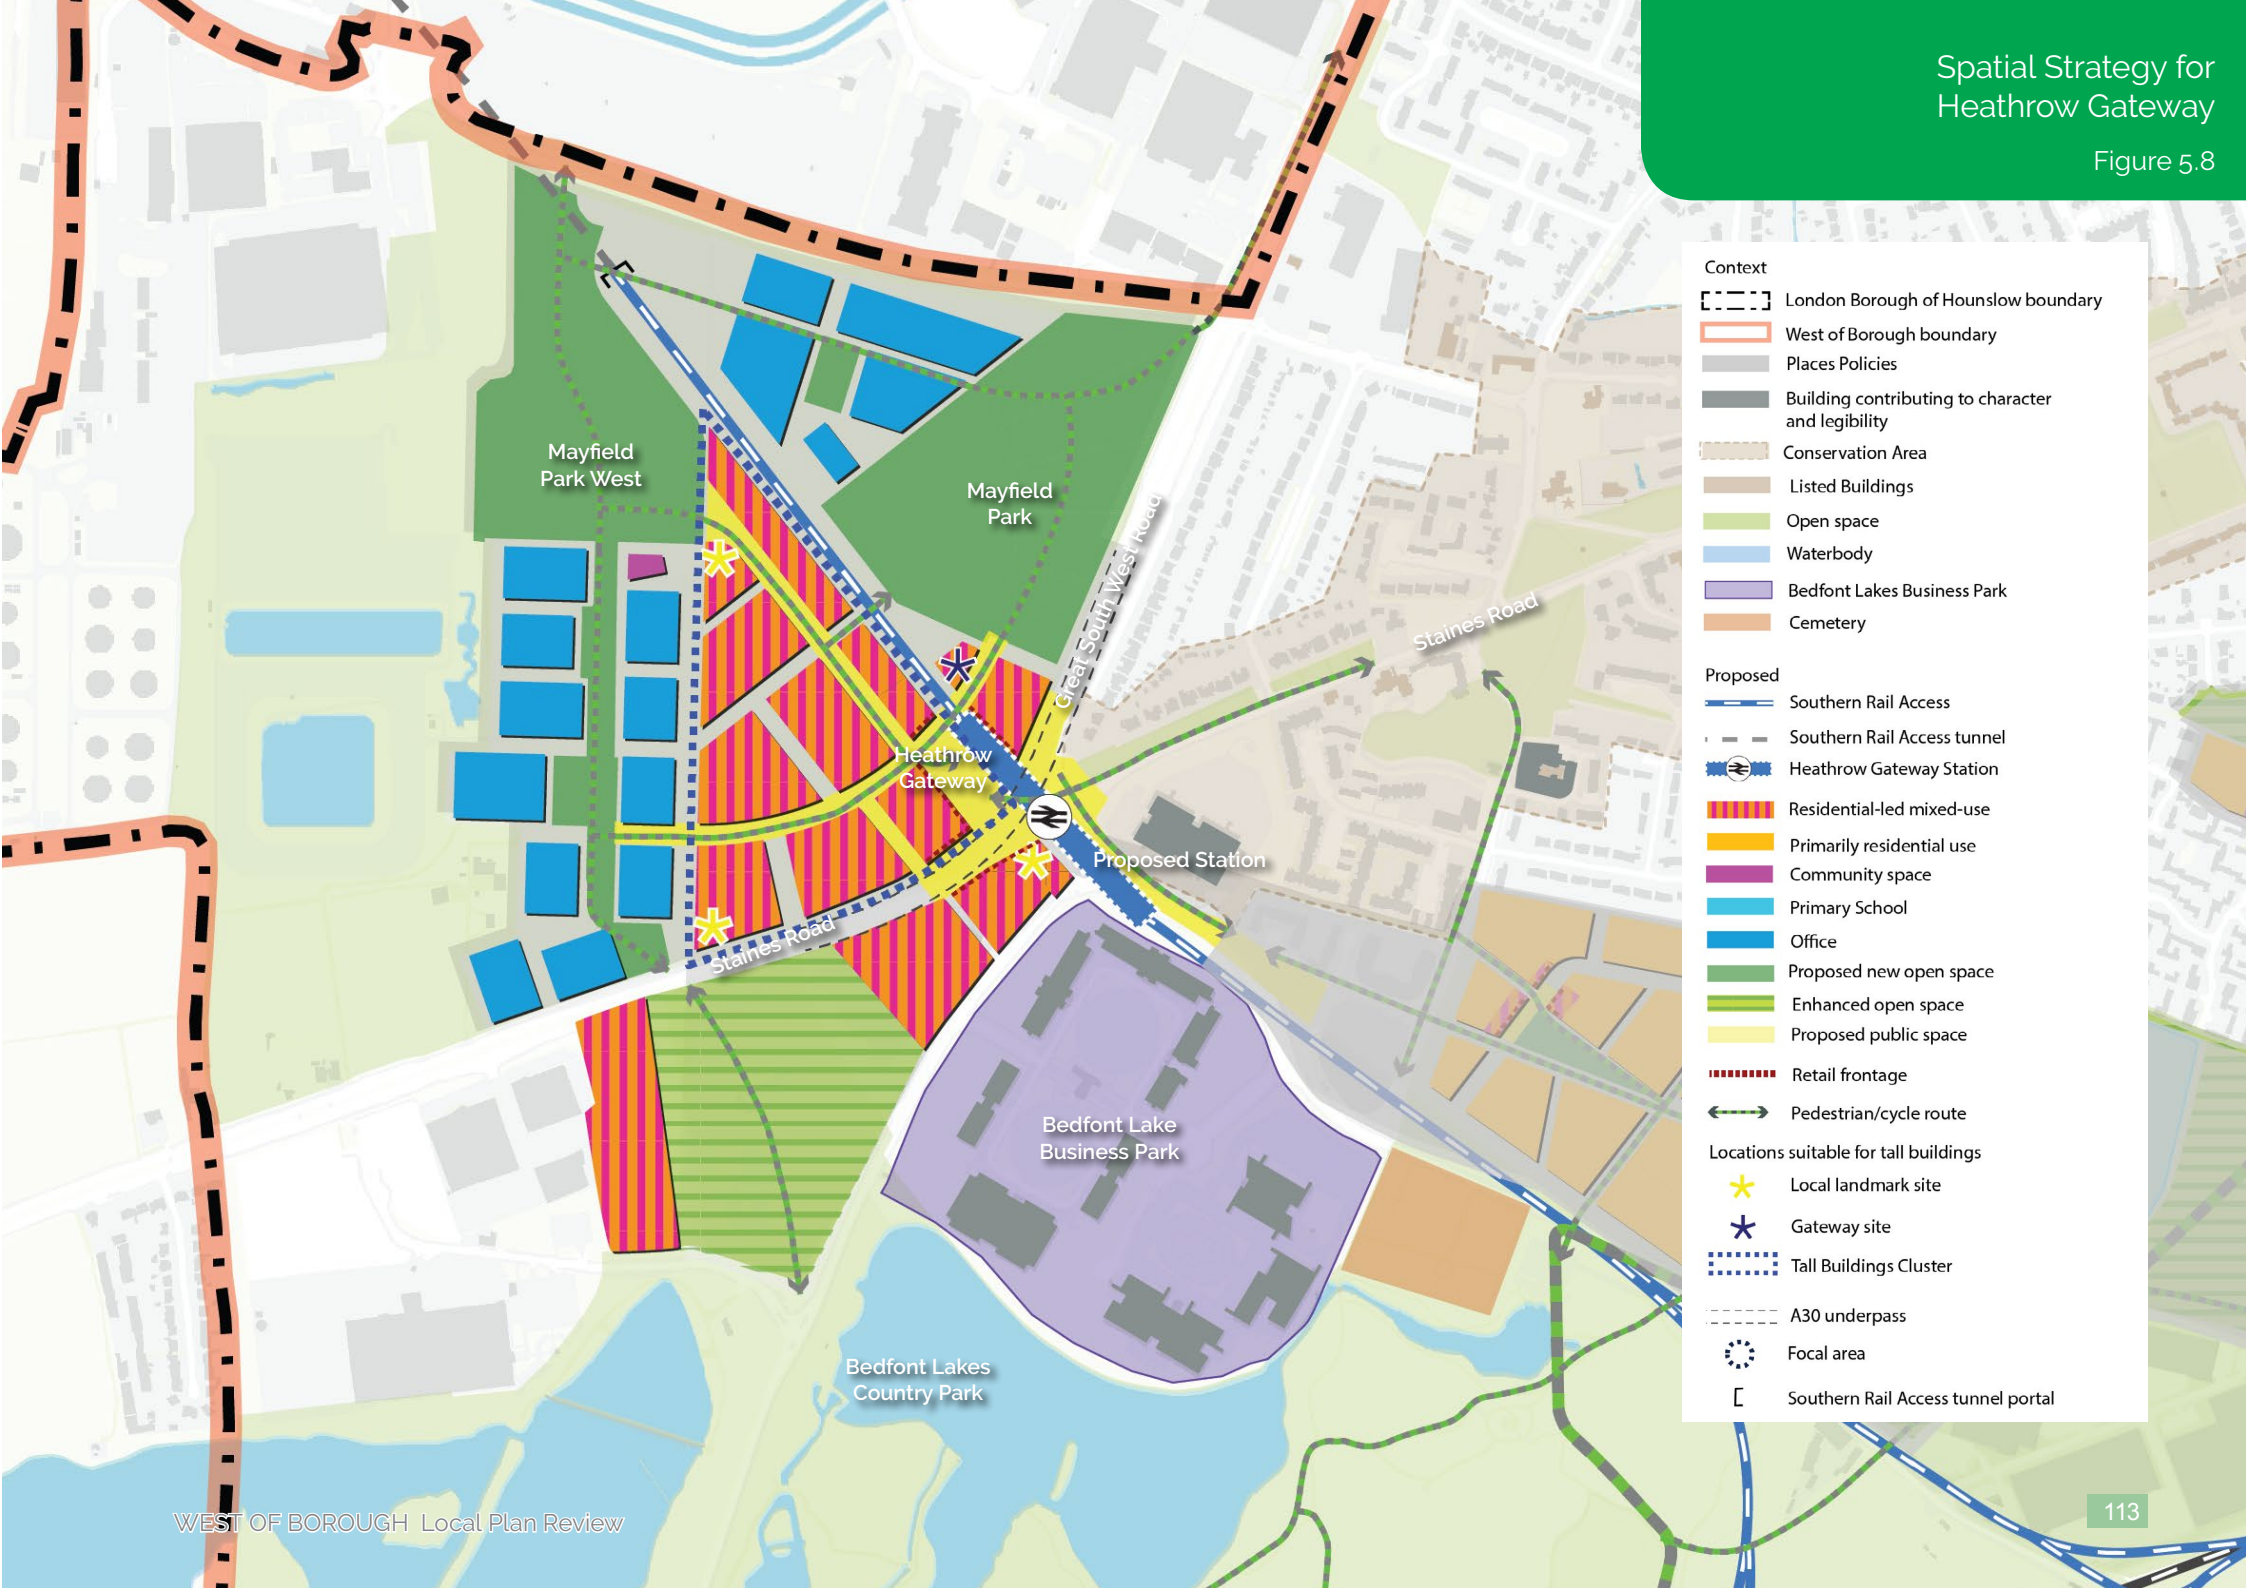 Spatial Strategy for
Heathrow Gateway
Figure 5.8
Context
London Borough of Hounslow boundary
West of Borough boundary
Places Policies
Building contributing to character
and legibility
Conservation Area
Listed Buildings
Open space
Waterbody
Bedfont Lakes Business Park
Cemetery
Proposed
Southern Rail Access
Southern Rail Access tunnel
Heathrow Gateway Station
Residential-led mixed-use
Primarily residential use
Community space
Primary School
Office
Proposed new open space
Enhanced open space
Proposed public space
Retail frontage
Pedestrian/cycle route
Locations suitable for tall buildings
Local landmark site
Gateway site
Tall Buildings Cluster
A30 underpass
Focal area
Southern Rail Access tunnel portal
Mayfield
Park West
Mayfield
Park
Great South West Road
Staines Road
Heathrow
Gateway
Proposed Station
Staines Road
Bedfont Lake
Business Park
Bedfont Lakes
Country Park
WEST OF BOROUGH Local Plan Review
113